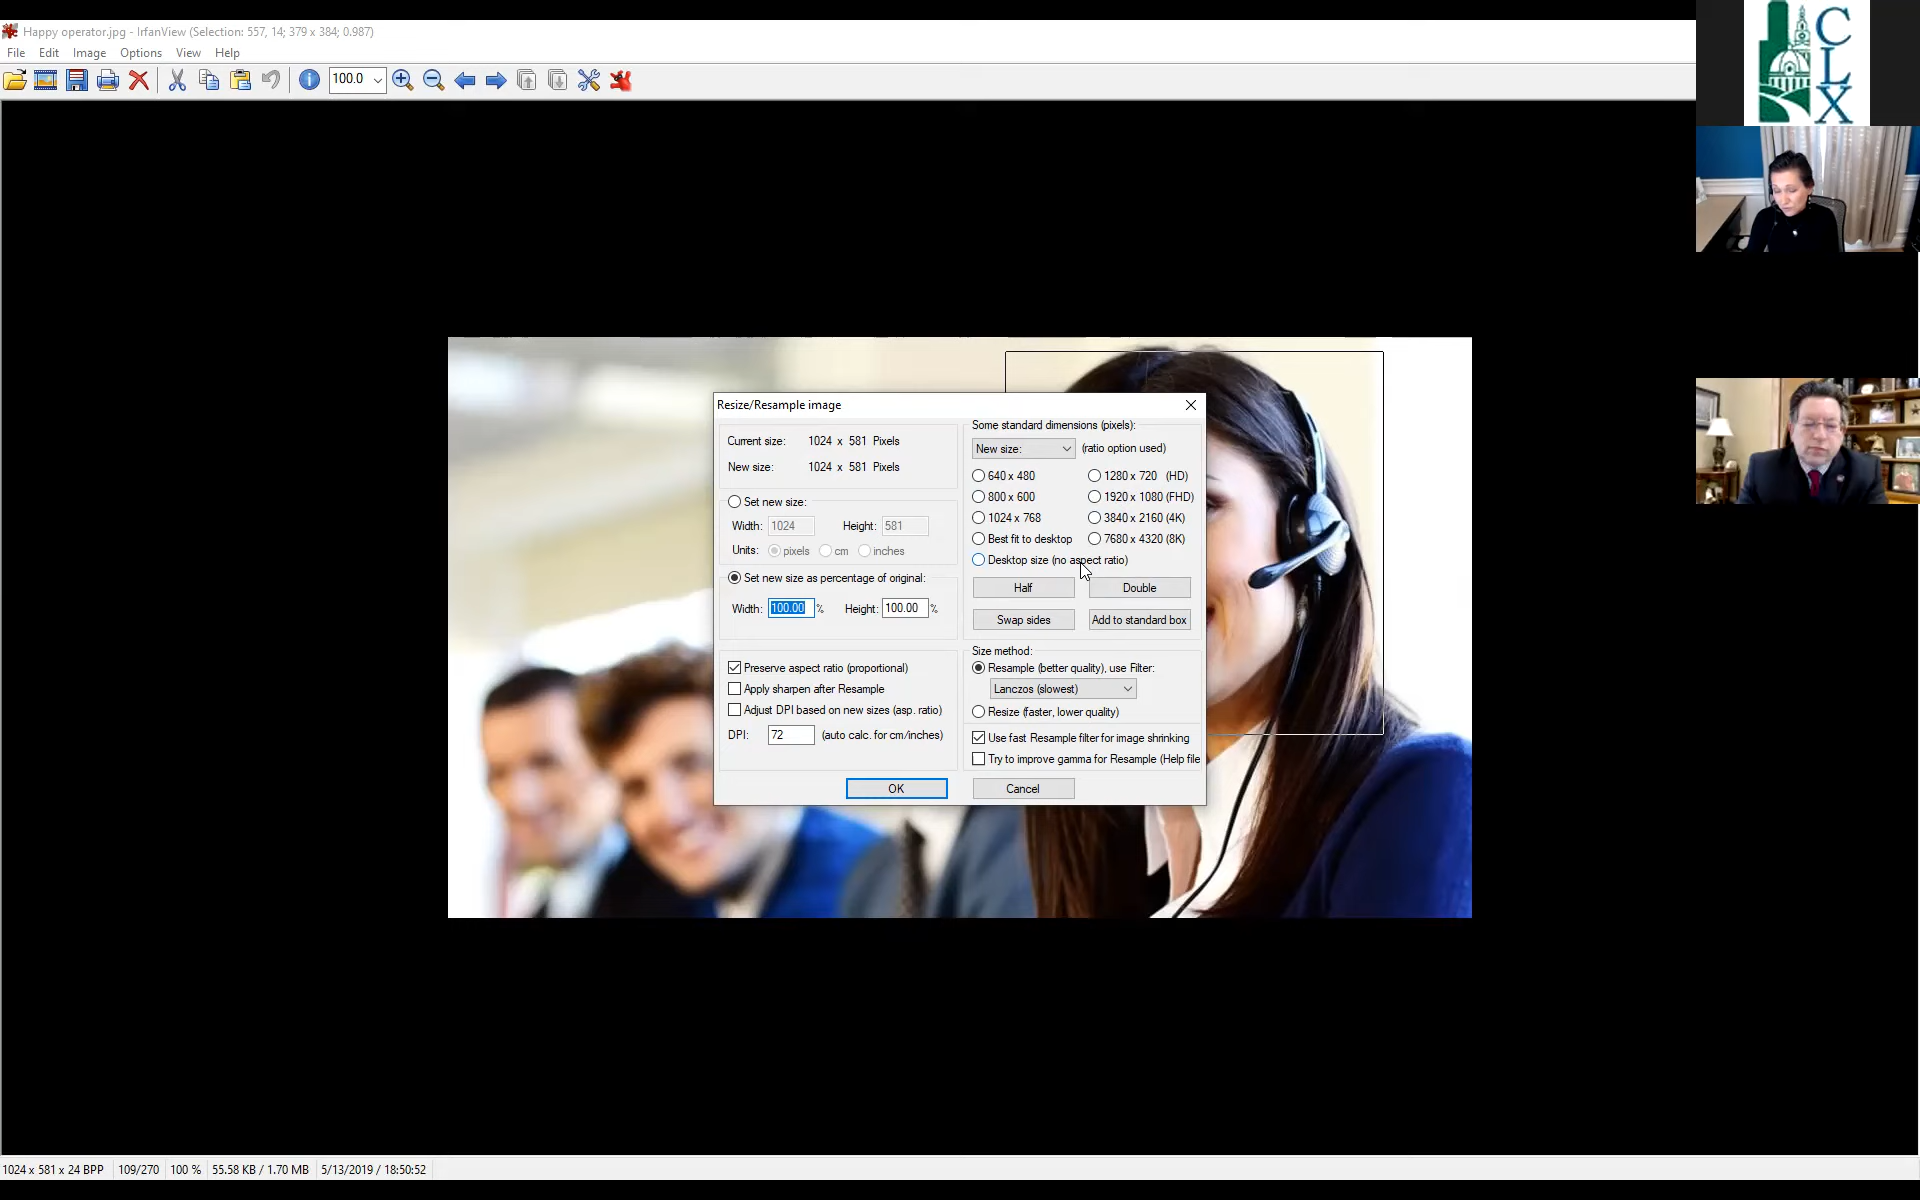 Happy operator.jpg - IrfanView (Selection: 557, 14; 379 x 384; 0.987)
File Edit Image Options View Help
100.0
C
L
X
Resize/Resample image
Current size: 1024 x 581 Pixels
New size: 1024 x 581 Pixels
Set new size:
Width: 1024 Height: 581
Units: pixels cm inches
Set new size as percentage of original:
Width: 100.00 % Height: 100.00 %
Preserve aspect ratio (proportional)
Apply sharpen after Resample
Adjust DPI based on new sizes (asp. ratio)
DPI: 72 (auto calc. for cm/inches)
Some standard dimensions (pixels):
New size: (ratio option used)
640 x 480 1280 x 720 (HD)
800 x 600 1920 x 1080 (FHD)
1024 x 768 3840 x 2160 (4K)
Best fit to desktop 7680 x 4320 (8K)
Desktop size (no aspect ratio)
Half Double
Swap sides Add to standard box
Size method:
Resample (better quality), use Filter:
Lanczos (slowest)
Resize (faster, lower quality)
Use fast Resample filter for image shrinking
Try to improve gamma for Resample (Help file
OK Cancel
1024 x 581 x 24 BPP 109/270 100 % 55.58 KB / 1.70 MB 5/13/2019 / 18:50:52